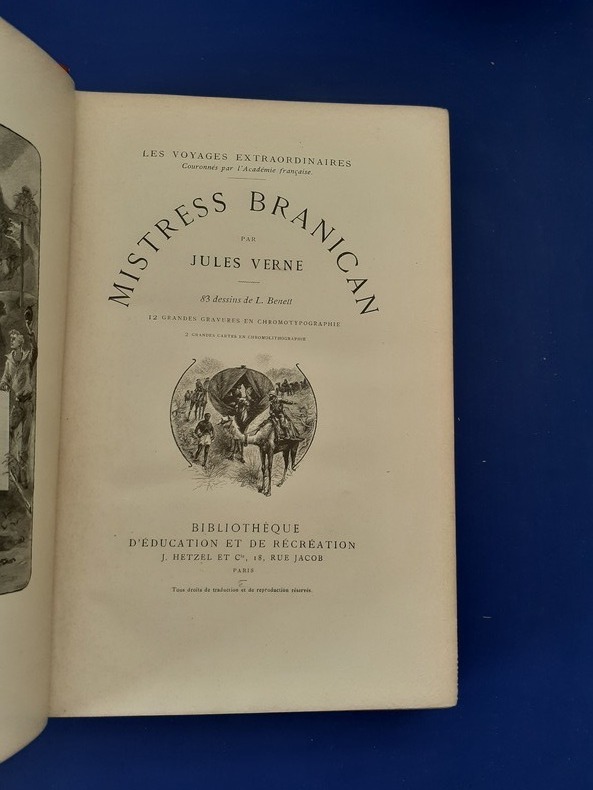 LES VOYAGES EXTRAORDINAIRES
Couronnés par l'Académie française.
MISTRESS BRANICAN
PAR
JULES VERNE
83 dessins de L. Benett
12 GRANDES GRAVURES EN CHROMOTYPOGRAPHIE
2 GRANDES CARTES EN CHROMOLITHOGRAPHIE
BIBLIOTHÈQUE
D'ÉDUCATION ET DE RÉCRÉATION
J. HETZEL ET Cie, 18, RUE JACOB
PARIS
Tous droits de traduction et de reproduction réservés.